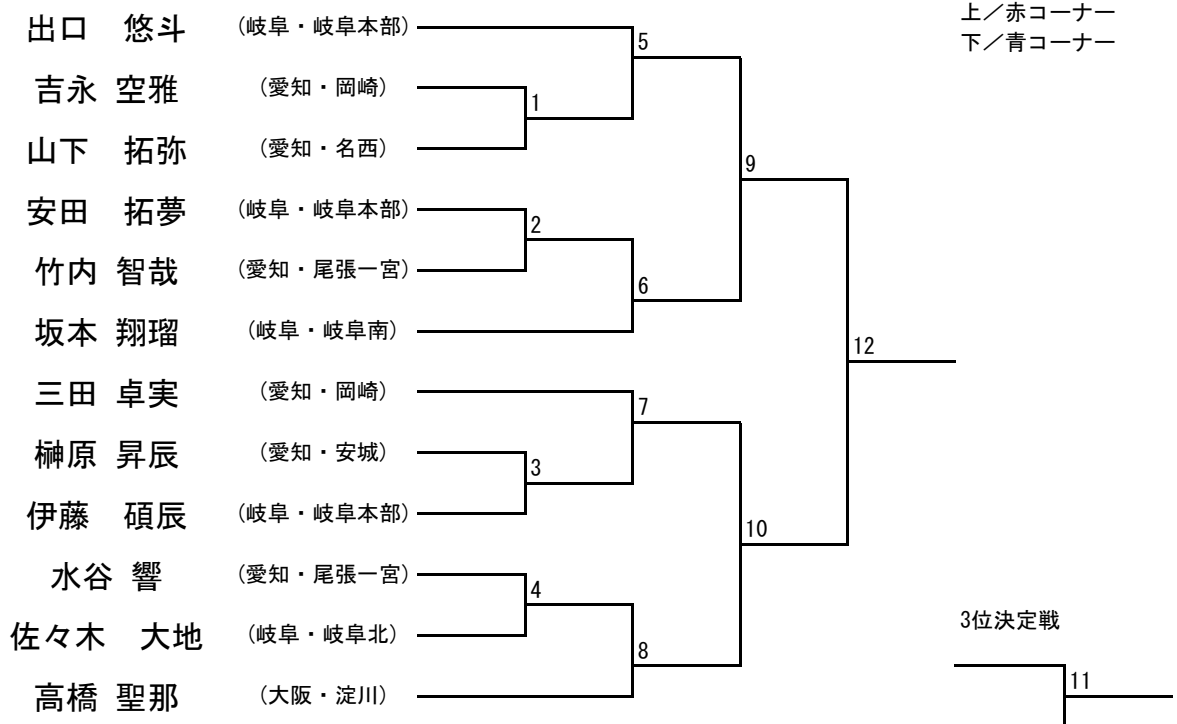 上／赤コーナー
下／青コーナー
出口　悠斗 （岐阜・岐阜本部）
5
吉永 空雅 （愛知・岡崎）
1
山下　拓弥 （愛知・名西）
9
安田　拓夢 （岐阜・岐阜本部）
2
竹内 智哉 （愛知・尾張一宮）
6
坂本 翔瑠 （岐阜・岐阜南）
12
三田 卓実 （愛知・岡崎）
7
榊原 昇辰 （愛知・安城）
3
伊藤　碩辰 （岐阜・岐阜本部）
10
水谷 響 （愛知・尾張一宮）
4
佐々木　大地 （岐阜・岐阜北）
3位決定戦
8
高橋 聖那 （大阪・淀川）
11